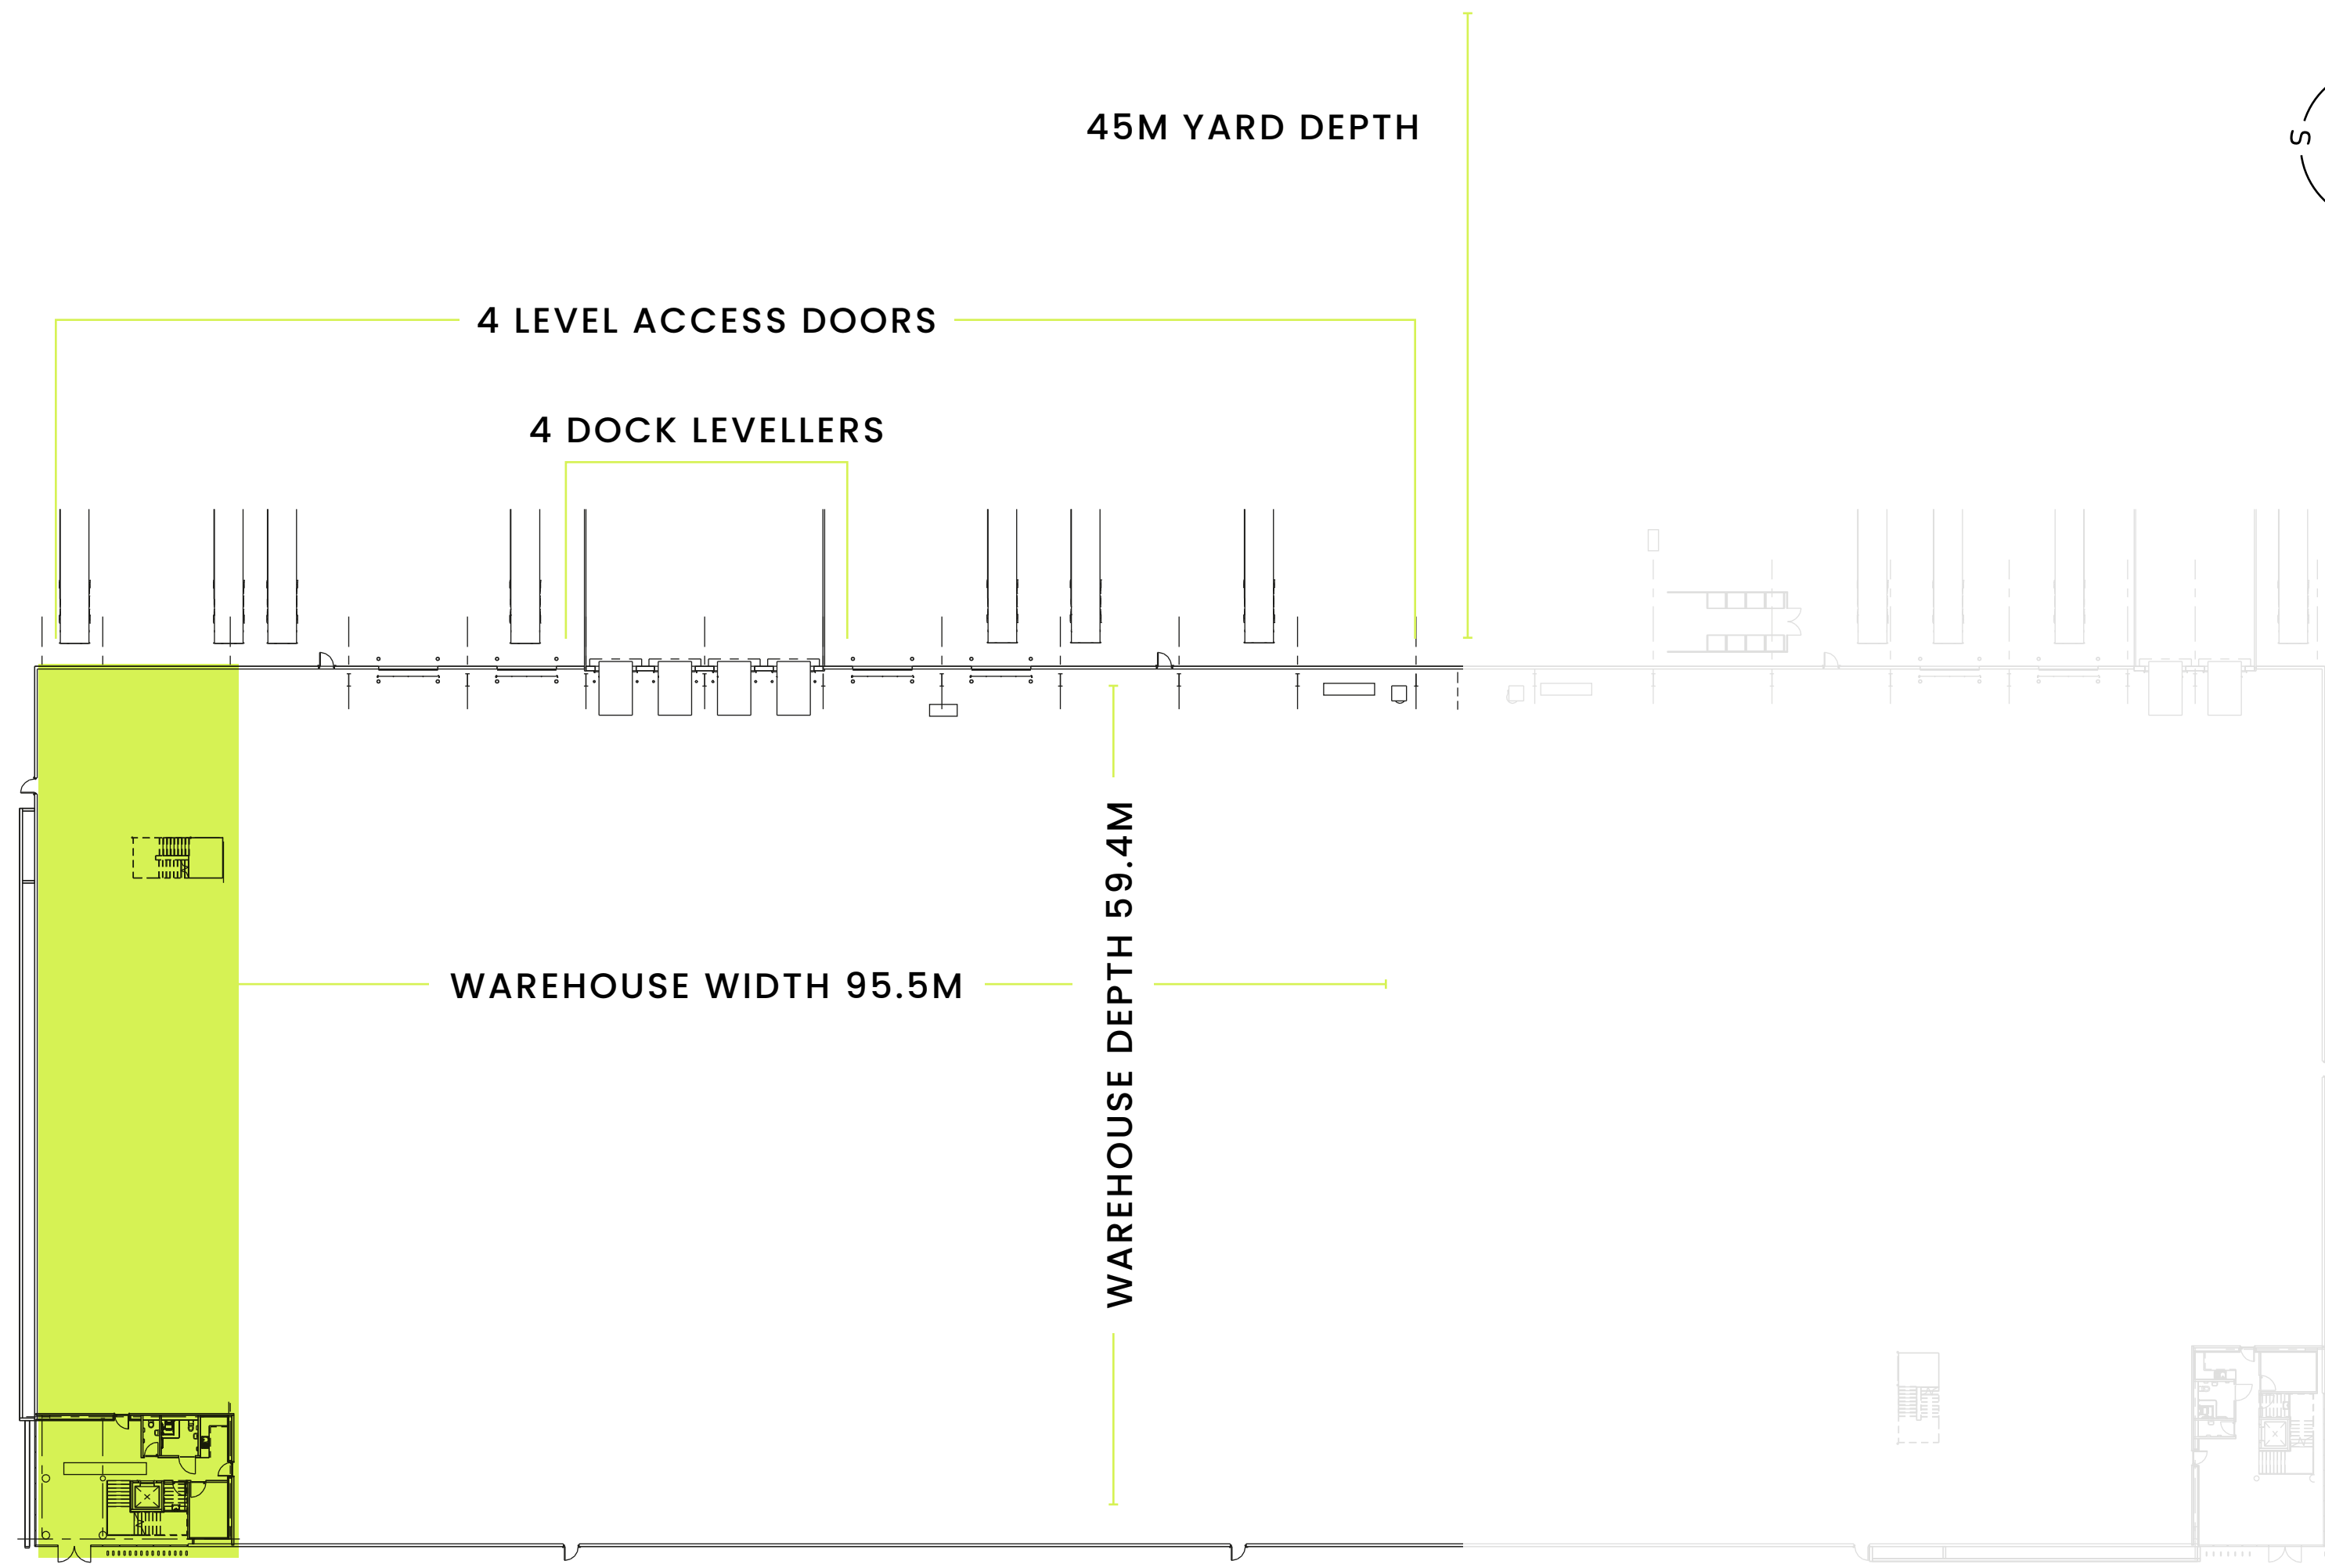 45M YARD DEPTH
S
4 LEVEL ACCESS DOORS
4 DOCK LEVELLERS
WAREHOUSE DEPTH 59.4M
WAREHOUSE WIDTH 95.5M